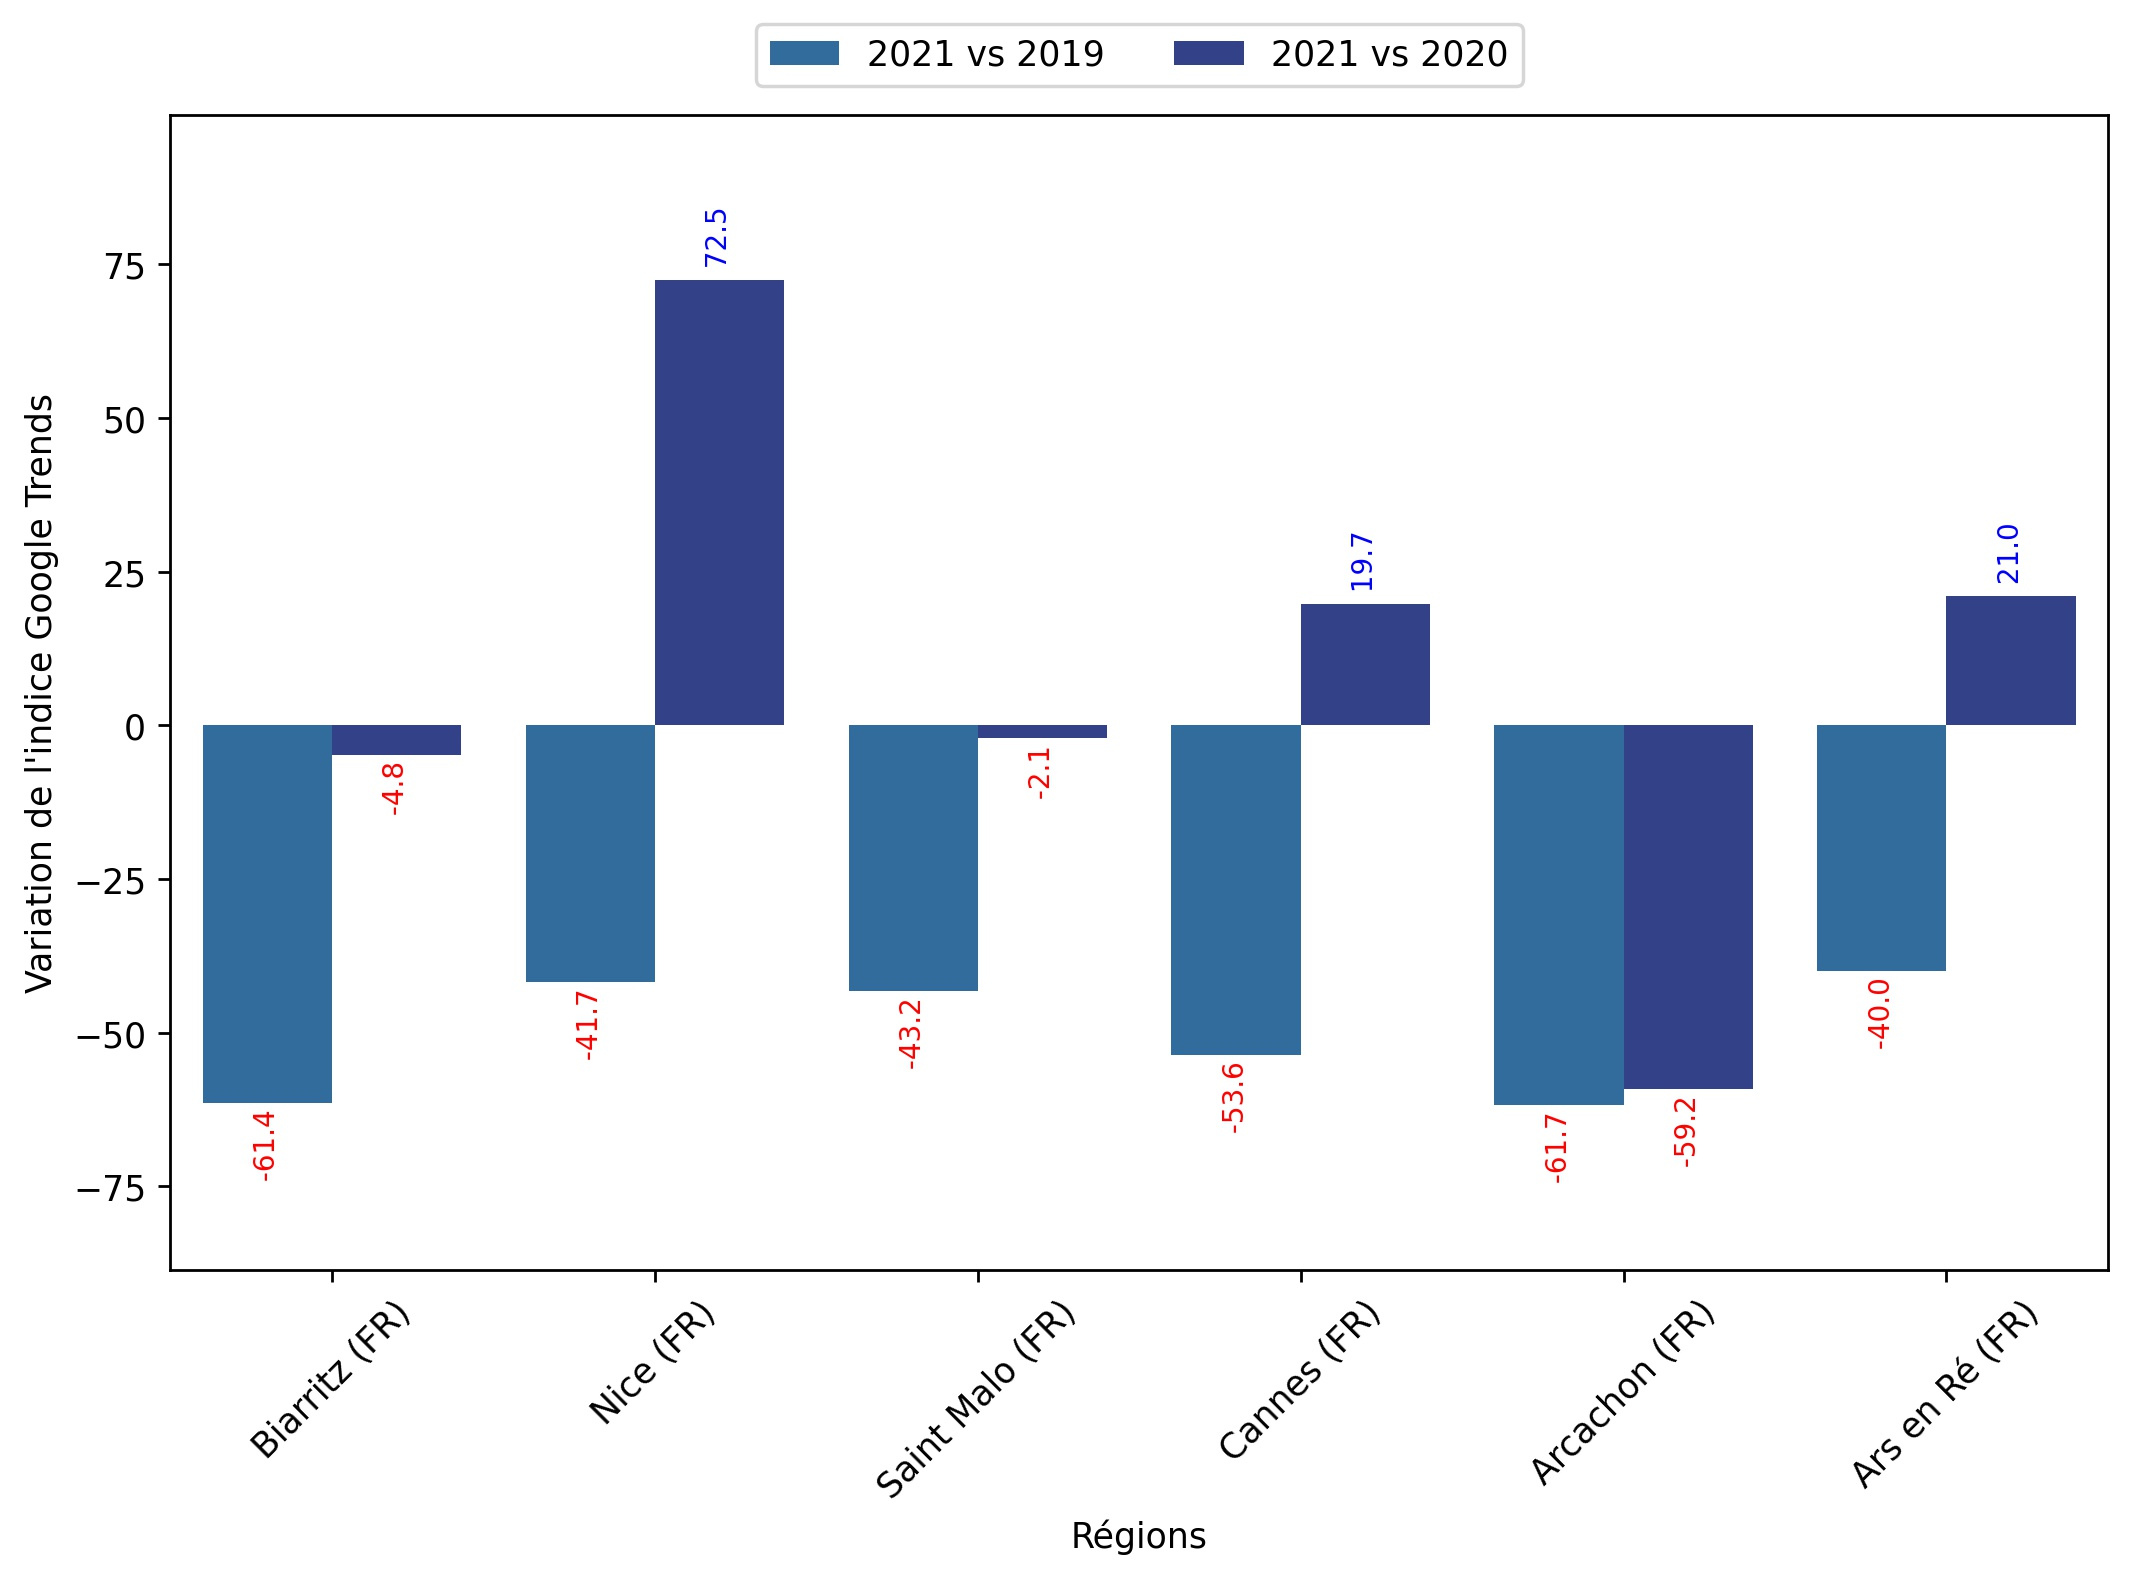 2021 vs 2019
2021 vs 2020
Variation de l'indice Google Trends
75
50
25
0
−25
−50
−75
-61.4
-4.8
-41.7
72.5
-43.2
-2.1
-53.6
19.7
-61.7
-59.2
-40.0
21.0
Biarritz (FR)
Nice (FR)
Saint Malo (FR)
Cannes (FR)
Arcachon (FR)
Ars en Ré (FR)
Régions